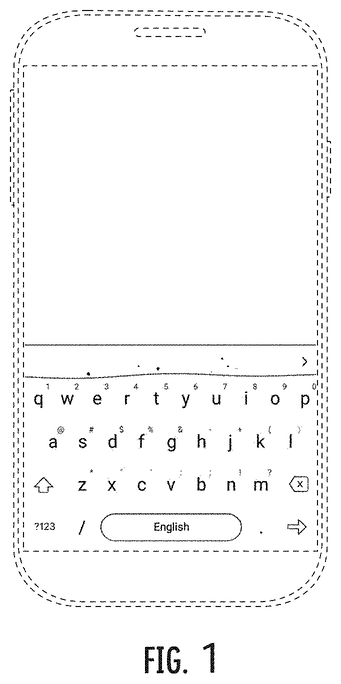 1 2 3 4 5 6 7 8 9 0
q w e r t y u i o p
@ # $ % & - + ( )
a s d f g h j k l
* " ' : ; ! ?
z x c v b n m x
?123 / English .
FIG. 1